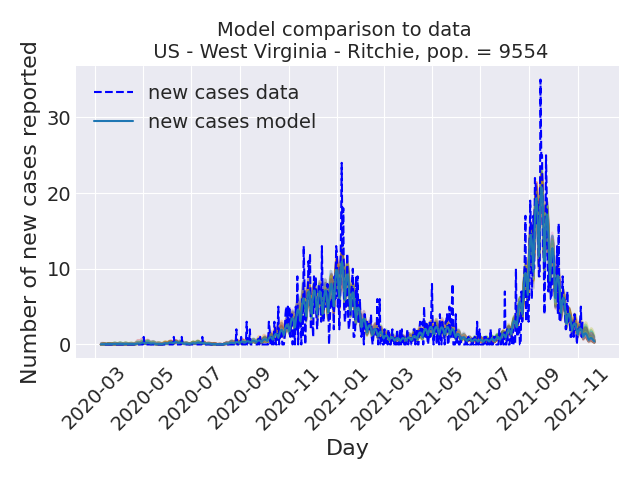 Model comparison to data
US - West Virginia - Ritchie, pop. = 9554
Number of new cases reported
30
20
10
0
new cases data
new cases model
2020-03
2020-05
2020-07
2020-09
2020-11
2021-01
2021-03
2021-05
2021-07
2021-09
2021-11
Day